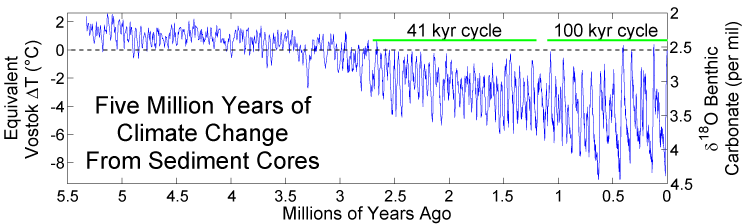 Equivalent
Vostok ΔT (°C)
2
0
-2
-4
-6
-8
41 kyr cycle
100 kyr cycle
Five Million Years of
Climate Change
From Sediment Cores
2
2.5
3
3.5
4
4.5
δ¹⁸O Benthic
Carbonate (per mil)
5.5 5 4.5 4 3.5 3 2.5 2 1.5 1 0.5 0
Millions of Years Ago